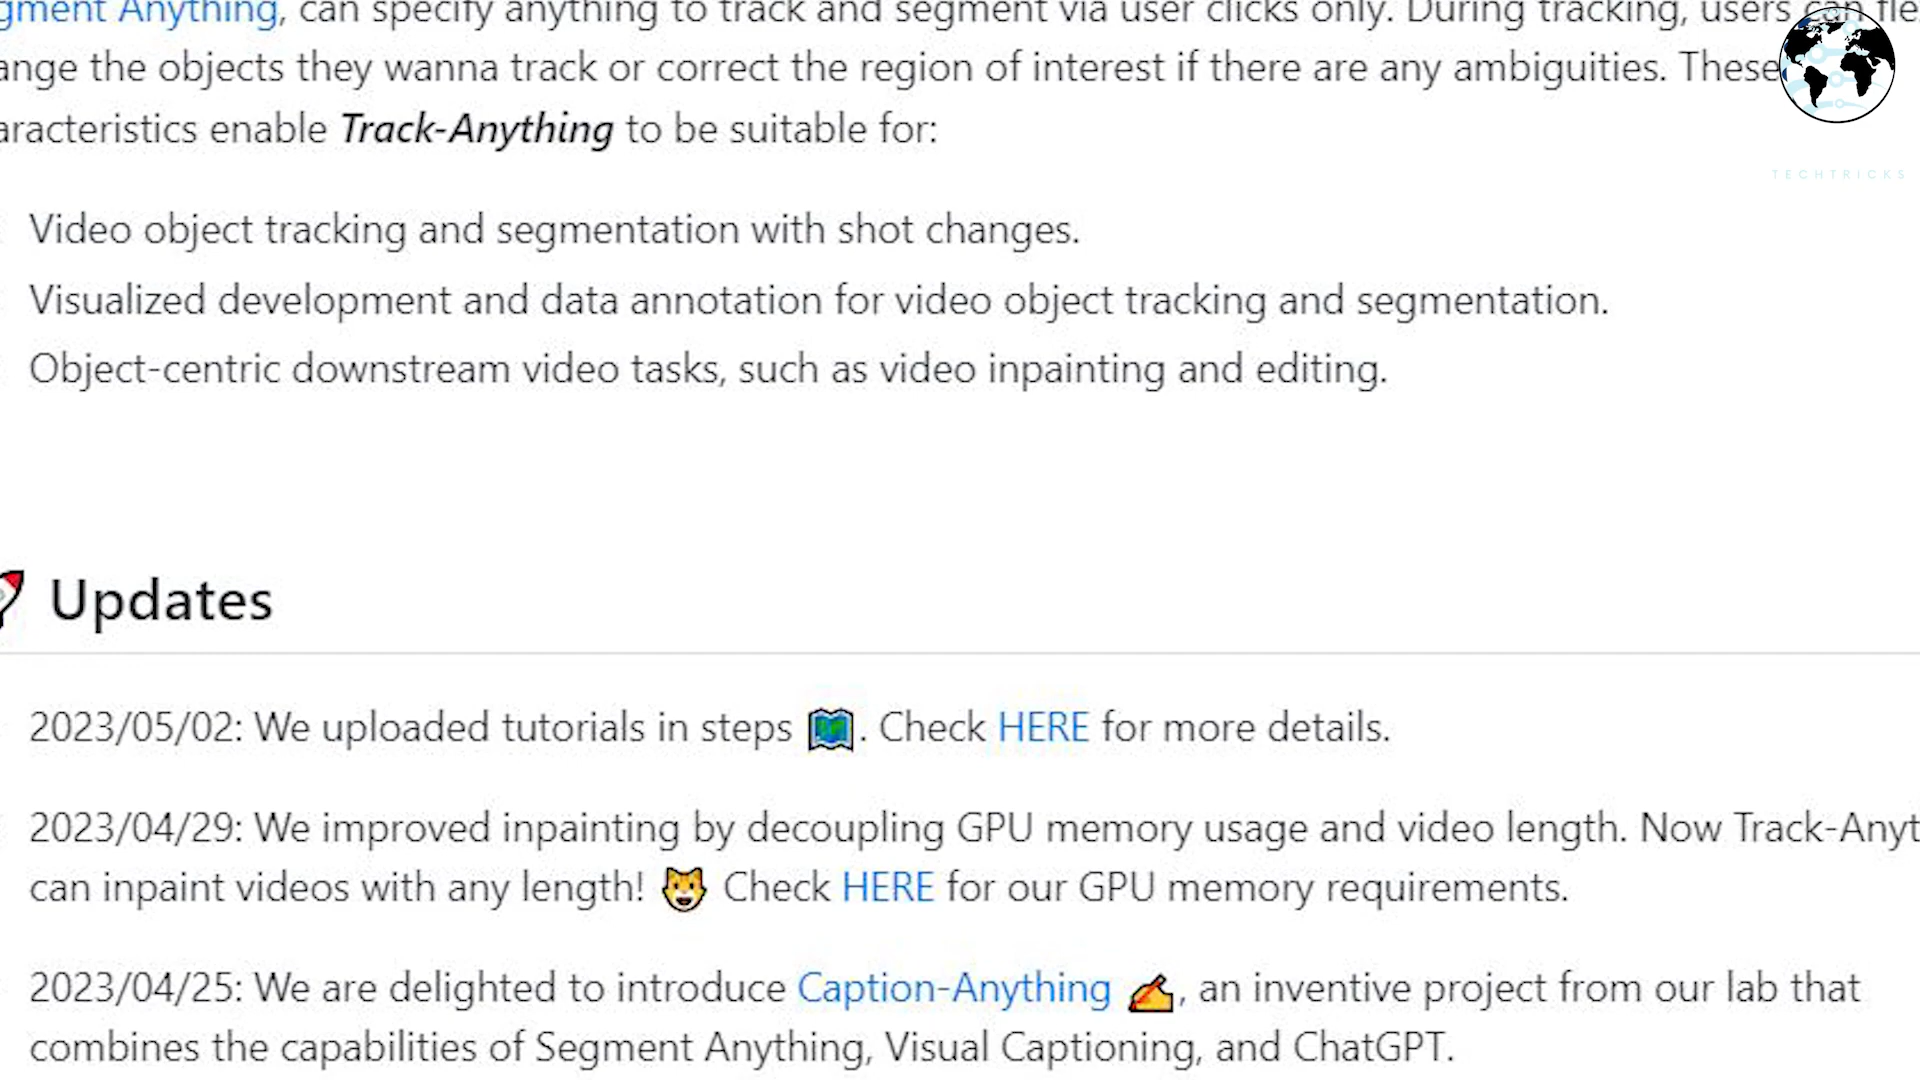 gment Anything, can specify anything to track and segment via user clicks only. During tracking, users can fle
ange the objects they wanna track or correct the region of interest if there are any ambiguities. These
aracteristics enable Track-Anything to be suitable for:
TECHTRICKS
Video object tracking and segmentation with shot changes.
Visualized development and data annotation for video object tracking and segmentation.
Object-centric downstream video tasks, such as video inpainting and editing.
Updates
2023/05/02: We uploaded tutorials in steps 🗺️. Check HERE for more details.
2023/04/29: We improved inpainting by decoupling GPU memory usage and video length. Now Track-Anyt
can inpaint videos with any length! 😺 Check HERE for our GPU memory requirements.
2023/04/25: We are delighted to introduce Caption-Anything ✍️, an inventive project from our lab that
combines the capabilities of Segment Anything, Visual Captioning, and ChatGPT.